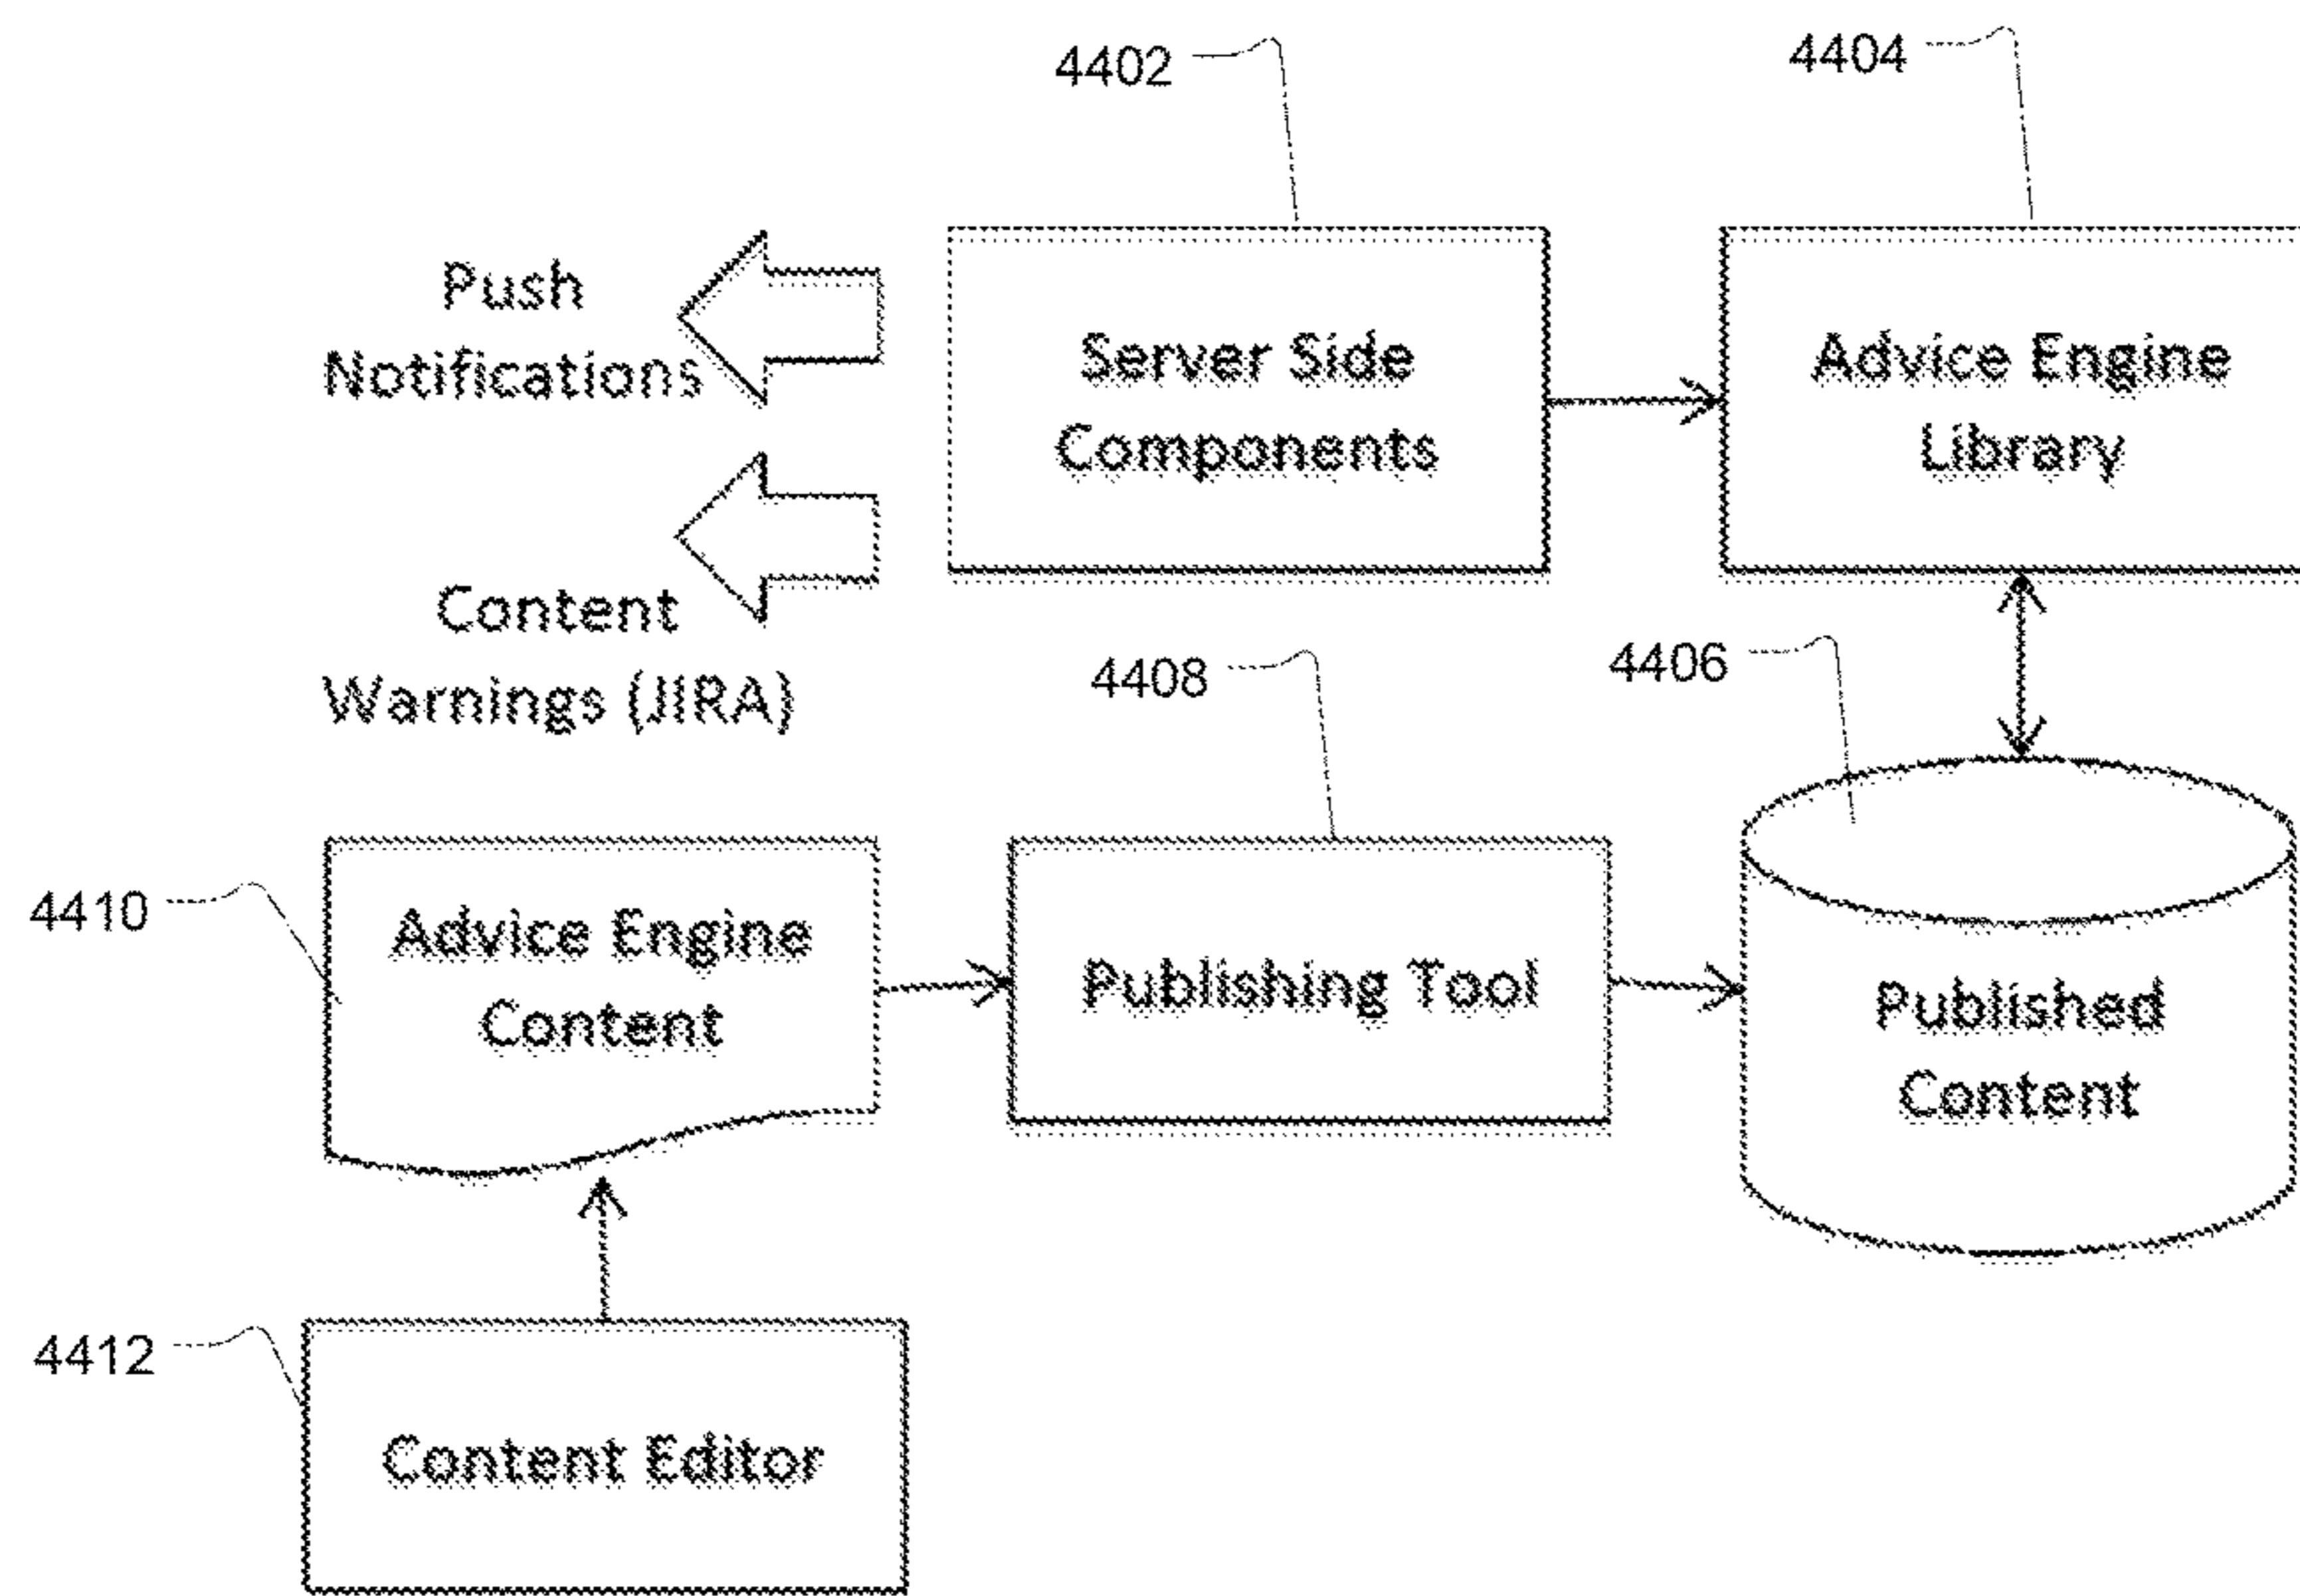 4402
4404
Push
Notifications
Server Side
Components
Advice Engine
Library
Content
Warnings (JIRA)
4408
4406
4410
Advice Engine
Content
Publishing Tool
Published
Content
4412
Content Editor